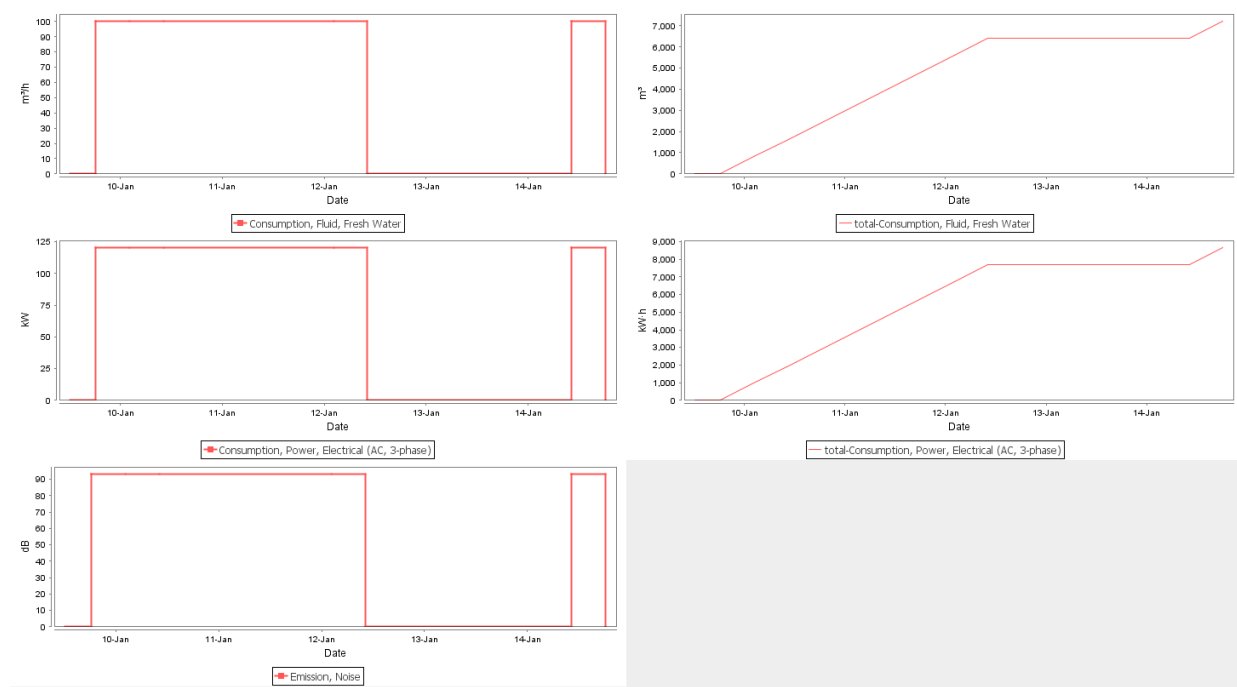 100
90
80
70
60
50
40
30
20
10
0
m³/h
10-Jan 11-Jan 12-Jan 13-Jan 14-Jan
Date
Consumption, Fluid, Fresh Water
7,000
6,000
5,000
4,000
3,000
2,000
1,000
0
m³
10-Jan 11-Jan 12-Jan 13-Jan 14-Jan
Date
total-Consumption, Fluid, Fresh Water
125
100
75
50
25
0
kW
10-Jan 11-Jan 12-Jan 13-Jan 14-Jan
Date
Consumption, Power, Electrical (AC, 3-phase)
9,000
8,000
7,000
6,000
5,000
4,000
3,000
2,000
1,000
0
kW·h
10-Jan 11-Jan 12-Jan 13-Jan 14-Jan
Date
total-Consumption, Power, Electrical (AC, 3-phase)
90
80
70
60
50
40
30
20
10
0
dB
10-Jan 11-Jan 12-Jan 13-Jan 14-Jan
Date
Emission, Noise